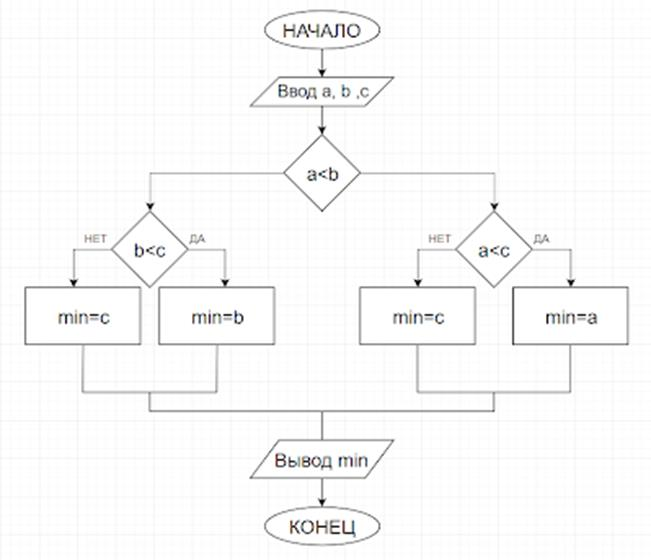 НАЧАЛО
Ввод a, b ,c
a<b
НЕТ
b<c
ДА
НЕТ
a<c
ДА
min=c
min=b
min=c
min=a
Вывод min
КОНЕЦ